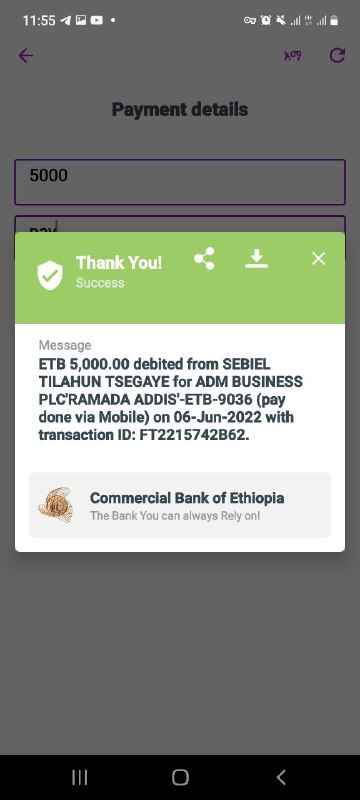 11:55
አማ
Payment details
5000
pay
Thank You!
Success
Message
ETB 5,000.00 debited from SEBIEL
TILAHUN TSEGAYE for ADM BUSINESS
PLC'RAMADA ADDIS'-ETB-9036 (pay
done via Mobile) on 06-Jun-2022 with
transaction ID: FT2215742B62.
Commercial Bank of Ethiopia
The Bank You can always Rely on!